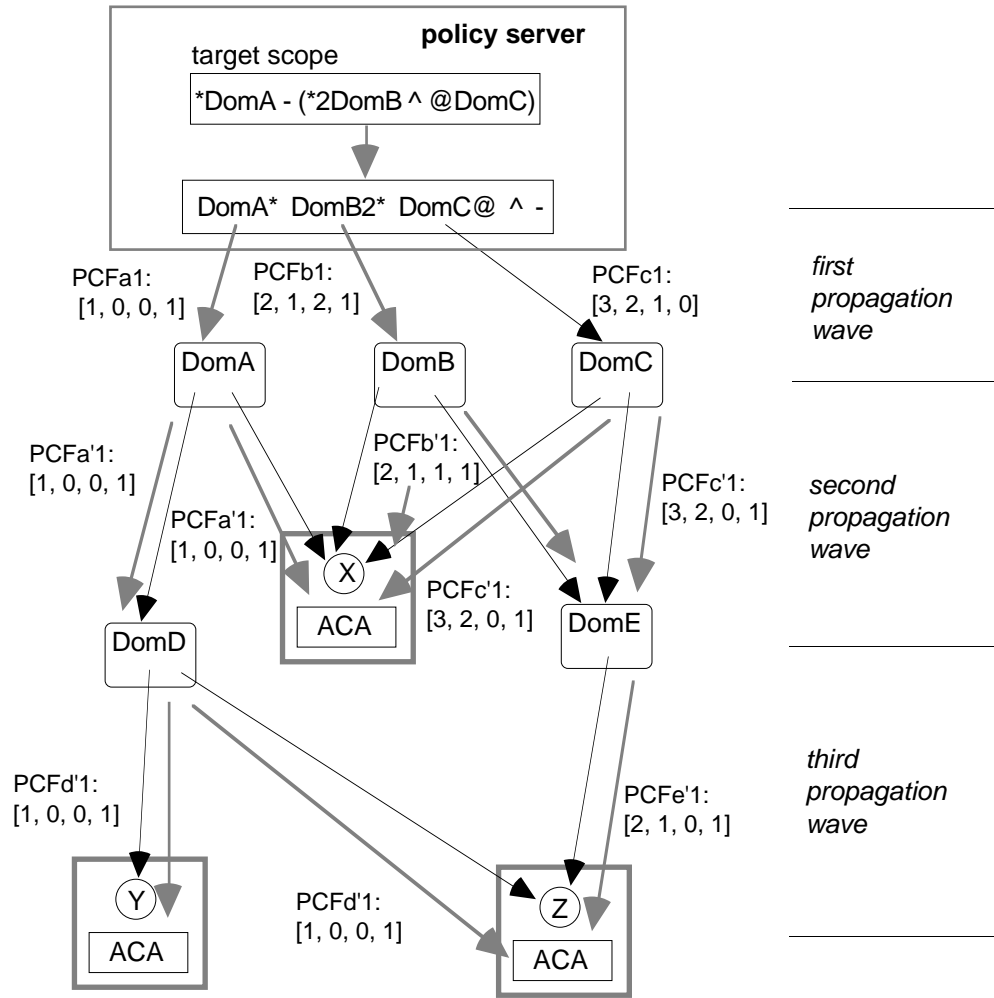 policy server
target scope
*DomA - (*2DomB ^ @DomC)
DomA* DomB2* DomC@ ^ -
PCFa1:
[1, 0, 0, 1]
PCFb1:
[2, 1, 2, 1]
PCFc1:
[3, 2, 1, 0]
first
propagation
wave
DomA
DomB
DomC
PCFa'1:
[1, 0, 0, 1]
PCFb'1:
[2, 1, 1, 1]
PCFc'1:
[3, 2, 0, 1]
second
propagation
wave
PCFa'1:
[1, 0, 0, 1]
X
ACA
PCFc'1:
[3, 2, 0, 1]
DomD
DomE
PCFd'1:
[1, 0, 0, 1]
PCFe'1:
[2, 1, 0, 1]
third
propagation
wave
Y
ACA
PCFd'1:
[1, 0, 0, 1]
Z
ACA